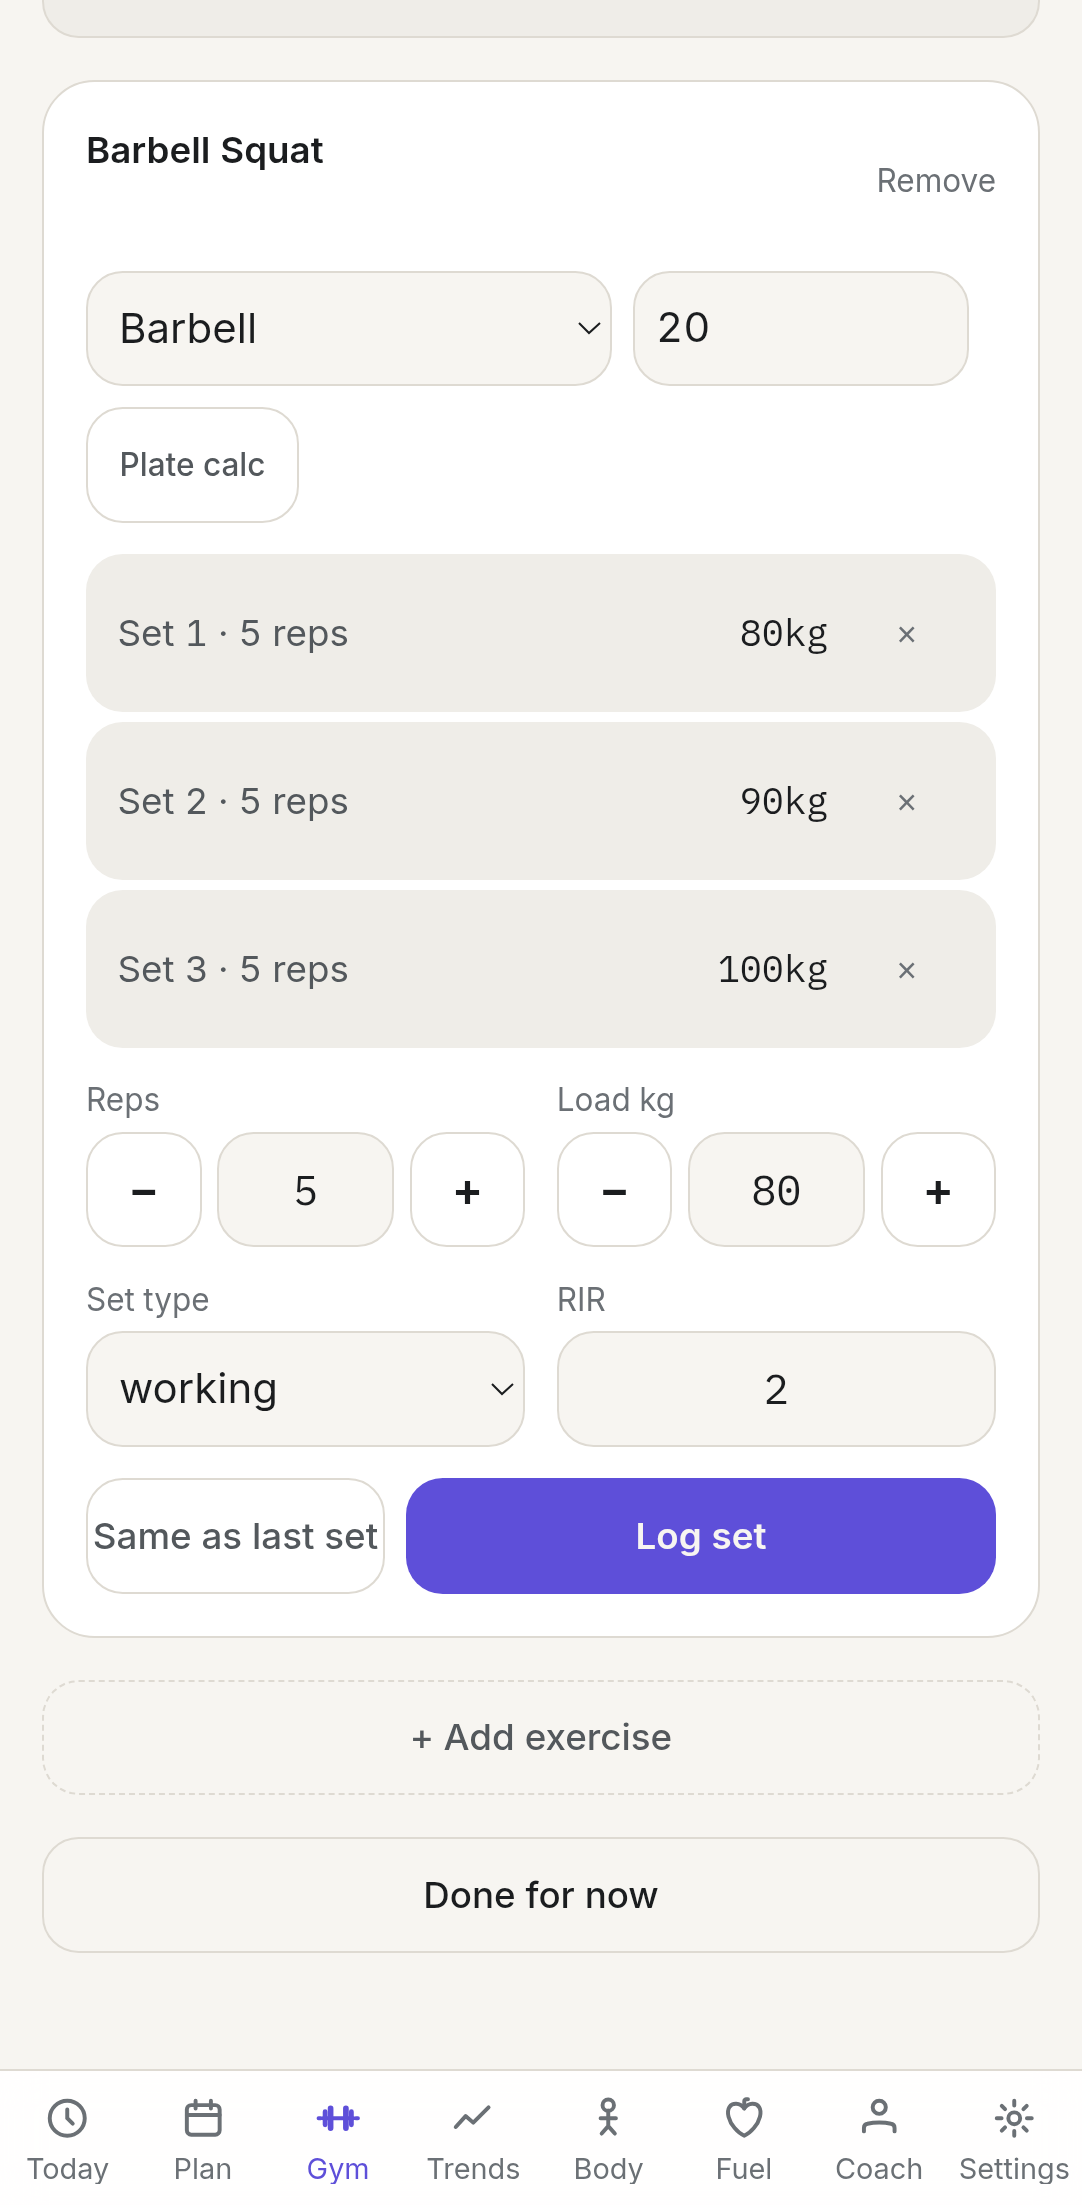 Barbell Squat
Remove
Barbell
20
Plate calc
Set 1 · 5 reps 80kg ×
Set 2 · 5 reps 90kg ×
Set 3 · 5 reps 100kg ×
Reps Load kg
− 5 + − 80 +
Set type RIR
working 2
Same as last set Log set
+ Add exercise
Done for now
Today Plan Gym Trends Body Fuel Coach Settings